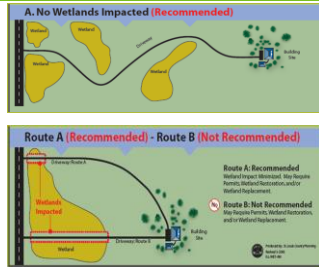 A. No Wetlands Impacted (Recommended)
Wetland
Wetland
Driveway
Building
Site
Wetland
Wetland
Route A (Recommended) - Route B (Not Recommended)
Driveway Route A
Route A: Recommended
Wetland Impact Minimized. May Require
Permits, Wetland Restoration, and/or
Wetland Replacement.
Wetlands
Impacted
No
Route B: Not Recommended
May Require Permits, Wetland Restoration,
and/or Wetland Replacement.
Building
Site
Driveway Route B
Wetland